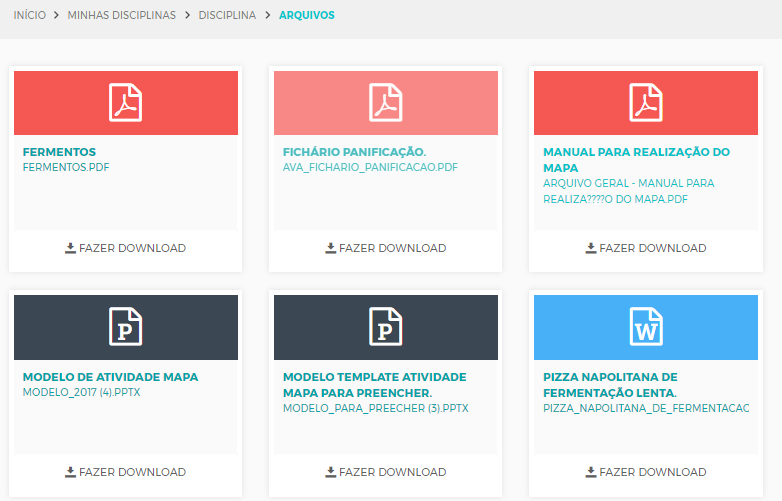 INÍCIO > MINHAS DISCIPLINAS > DISCIPLINA > ARQUIVOS
FERMENTOS
FERMENTOS.PDF
FAZER DOWNLOAD
FICHÁRIO PANIFICAÇÃO.
AVA_FICHARIO_PANIFICACAO.PDF
FAZER DOWNLOAD
MANUAL PARA REALIZAÇÃO DO
MAPA
ARQUIVO GERAL - MANUAL PARA
REALIZA????O DO MAPA.PDF
FAZER DOWNLOAD
P
MODELO DE ATIVIDADE MAPA
MODELO_2017 (4).PPTX
FAZER DOWNLOAD
P
MODELO TEMPLATE ATIVIDADE
MAPA PARA PREENCHER.
MODELO_PARA_PREECHER (3).PPTX
FAZER DOWNLOAD
W
PIZZA NAPOLITANA DE
FERMENTAÇÃO LENTA.
PIZZA_NAPOLITANA_DE_FERMENTACAC
FAZER DOWNLOAD